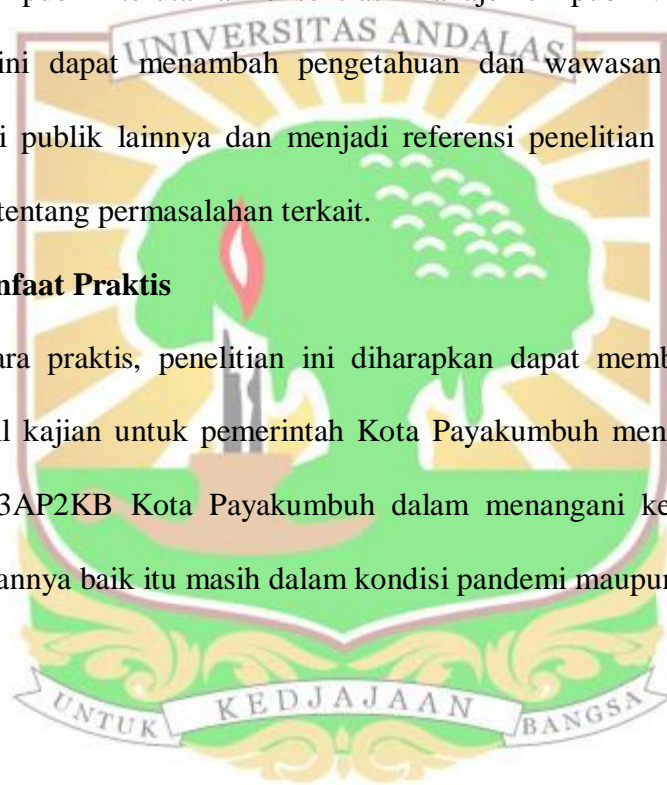 UNIVERSITAS ANDALAS
ini dapat menambah pengetahuan dan wawasan
i publik lainnya dan menjadi referensi penelitian
tentang permasalahan terkait.
nfaat Praktis
ara praktis, penelitian ini diharapkan dapat memb
l kajian untuk pemerintah Kota Payakumbuh men
3AP2KB Kota Payakumbuh dalam menangani ke
annya baik itu masih dalam kondisi pandemi maupun
UNTUK KEDJAJAAN BANGSA